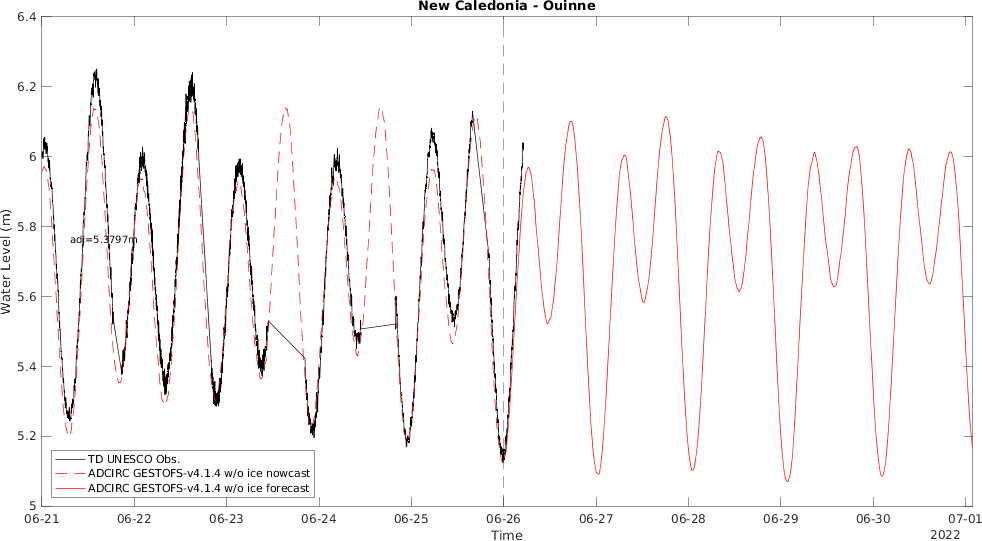 New Caledonia - Ouinne
6.4
6.2
6
5.8
5.6
5.4
5.2
5
Water Level (m)
adj=5.3797m
TD UNESCO Obs.
ADCIRC GESTOFS-v4.1.4 w/o ice nowcast
ADCIRC GESTOFS-v4.1.4 w/o ice forecast
06-21 06-22 06-23 06-24 06-25 06-26 06-27 06-28 06-29 06-30 07-01
Time
2022